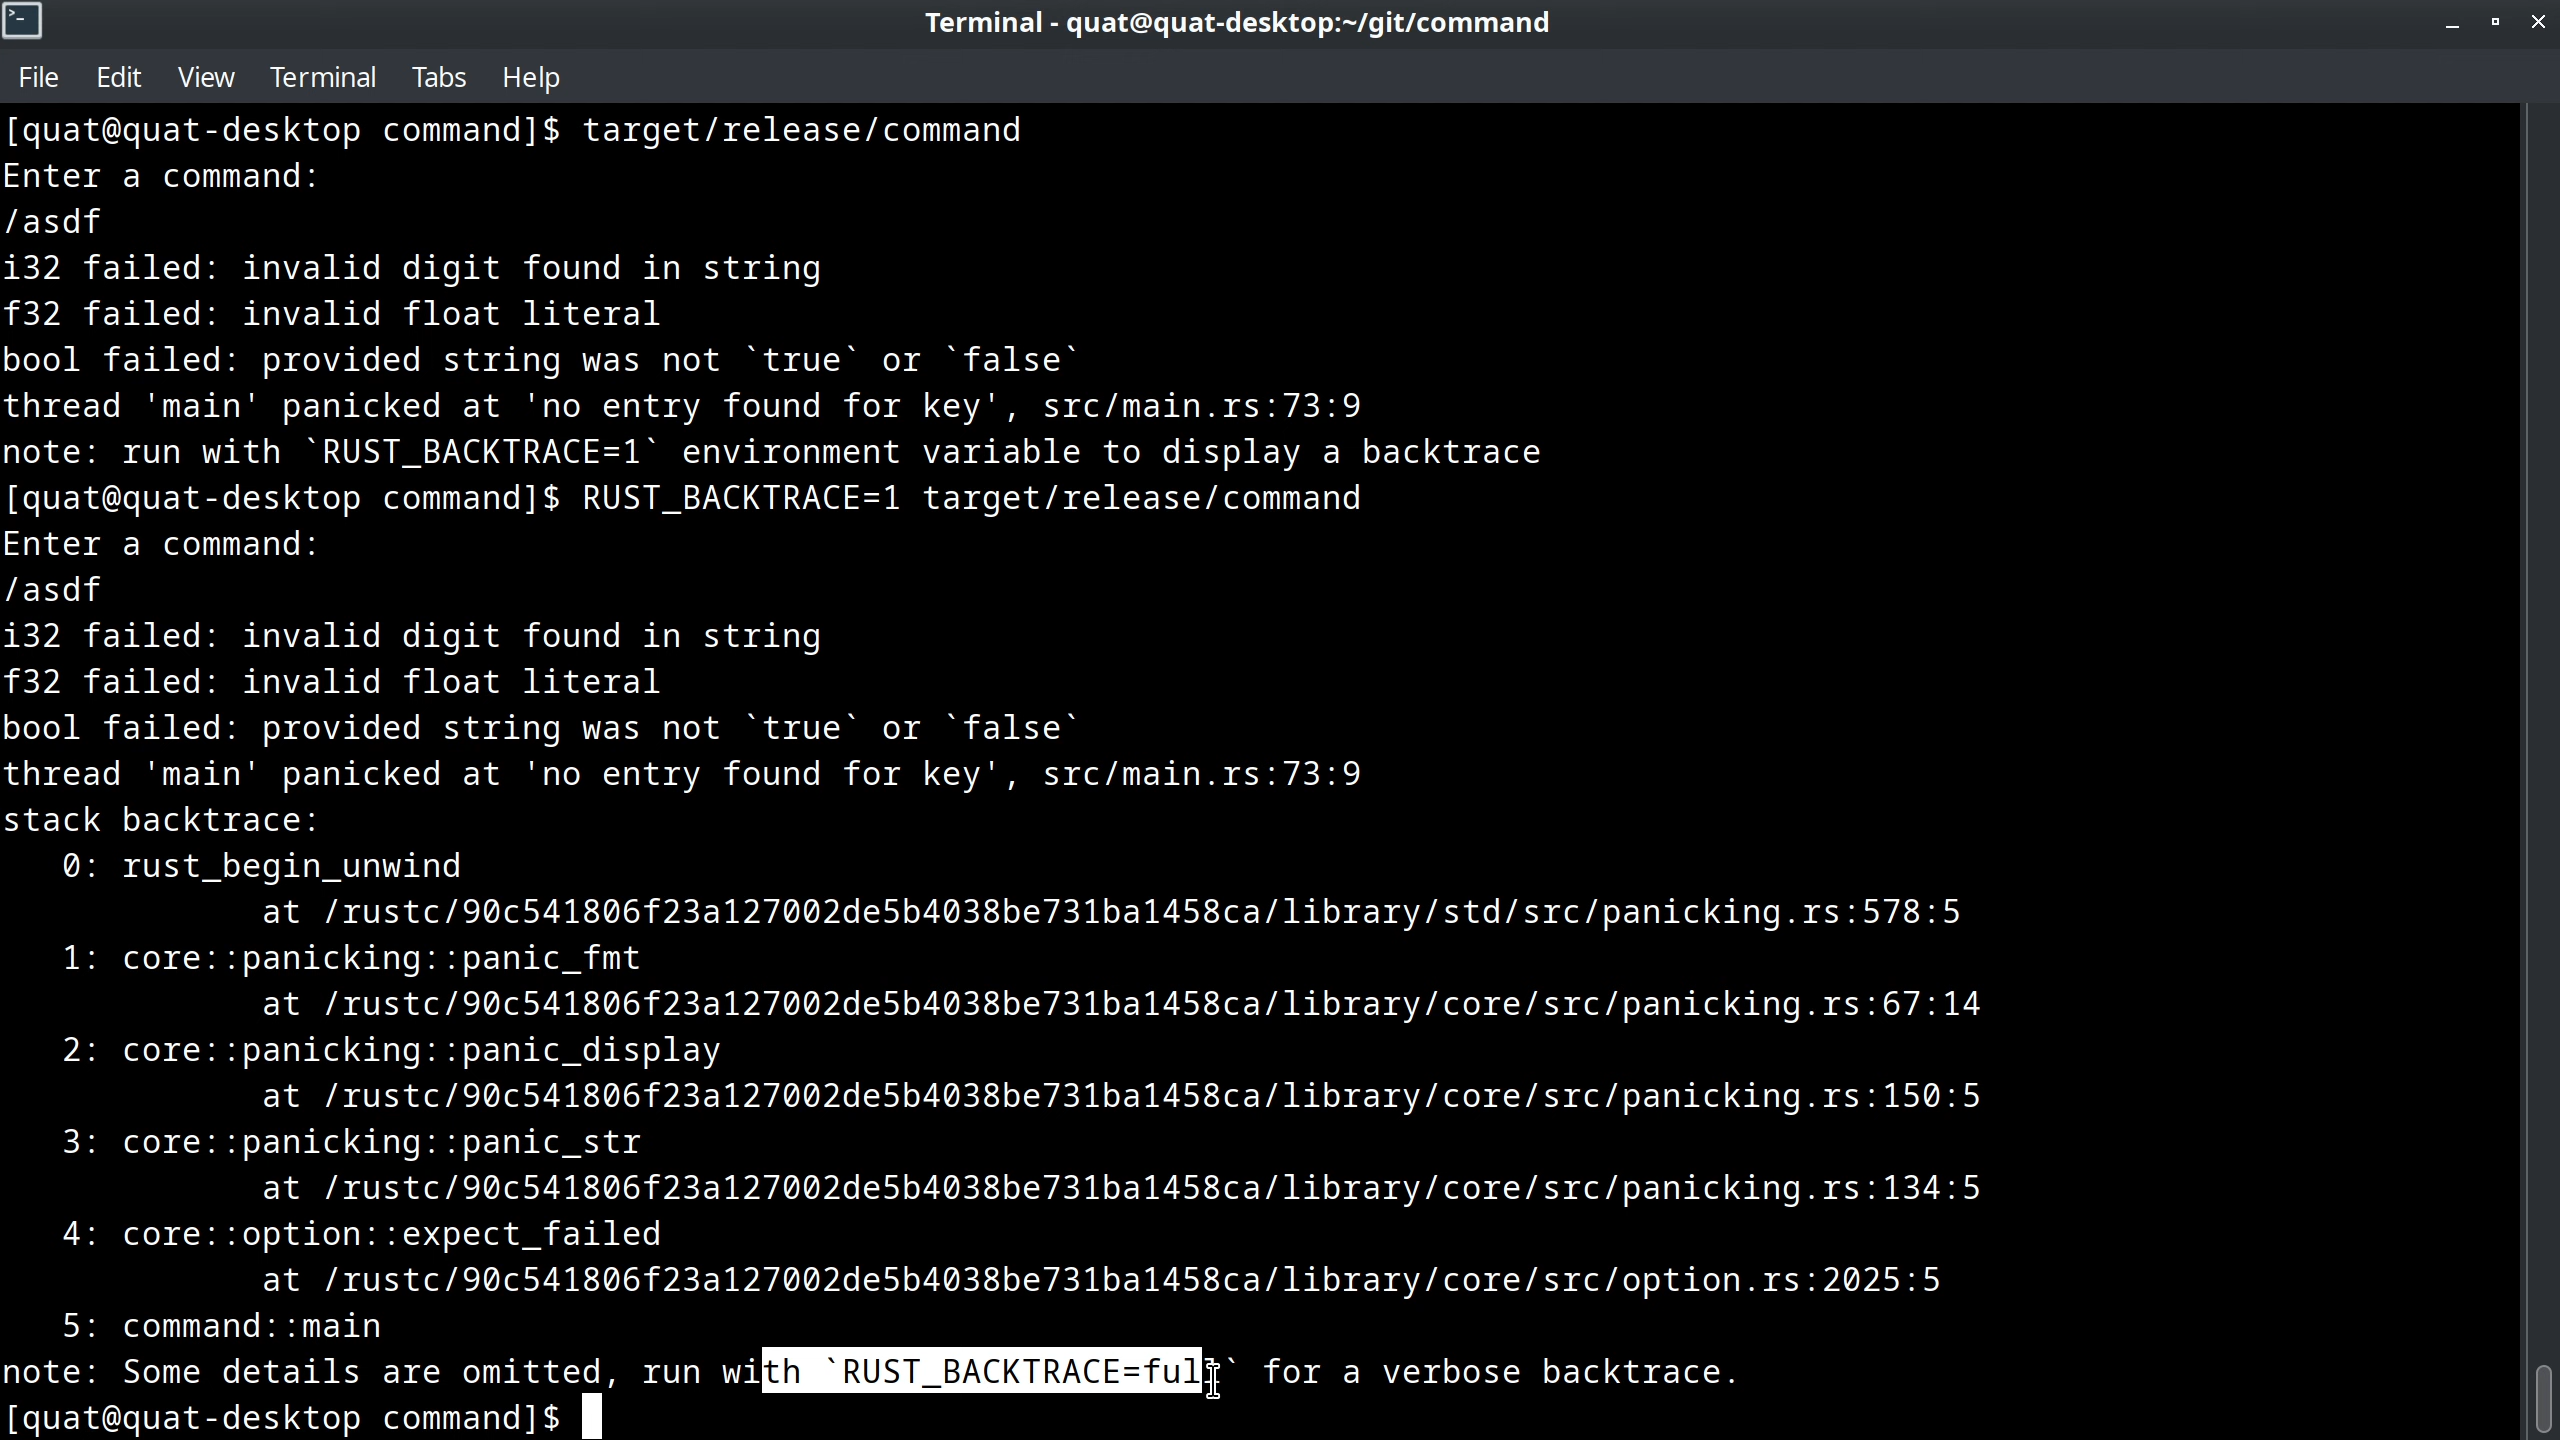 Terminal - quat@quat-desktop:~/git/command
File Edit View Terminal Tabs Help
[quat@quat-desktop command]$ target/release/command
Enter a command:
/asdf
i32 failed: invalid digit found in string
f32 failed: invalid float literal
bool failed: provided string was not `true` or `false`
thread 'main' panicked at 'no entry found for key', src/main.rs:73:9
note: run with `RUST_BACKTRACE=1` environment variable to display a backtrace
[quat@quat-desktop command]$ RUST_BACKTRACE=1 target/release/command
Enter a command:
/asdf
i32 failed: invalid digit found in string
f32 failed: invalid float literal
bool failed: provided string was not `true` or `false`
thread 'main' panicked at 'no entry found for key', src/main.rs:73:9
stack backtrace:
   0: rust_begin_unwind
             at /rustc/90c541806f23a127002de5b4038be731ba1458ca/library/std/src/panicking.rs:578:5
   1: core::panicking::panic_fmt
             at /rustc/90c541806f23a127002de5b4038be731ba1458ca/library/core/src/panicking.rs:67:14
   2: core::panicking::panic_display
             at /rustc/90c541806f23a127002de5b4038be731ba1458ca/library/core/src/panicking.rs:150:5
   3: core::panicking::panic_str
             at /rustc/90c541806f23a127002de5b4038be731ba1458ca/library/core/src/panicking.rs:134:5
   4: core::option::expect_failed
             at /rustc/90c541806f23a127002de5b4038be731ba1458ca/library/core/src/option.rs:2025:5
   5: command::main
note: Some details are omitted, run with `RUST_BACKTRACE=full` for a verbose backtrace.
[quat@quat-desktop command]$